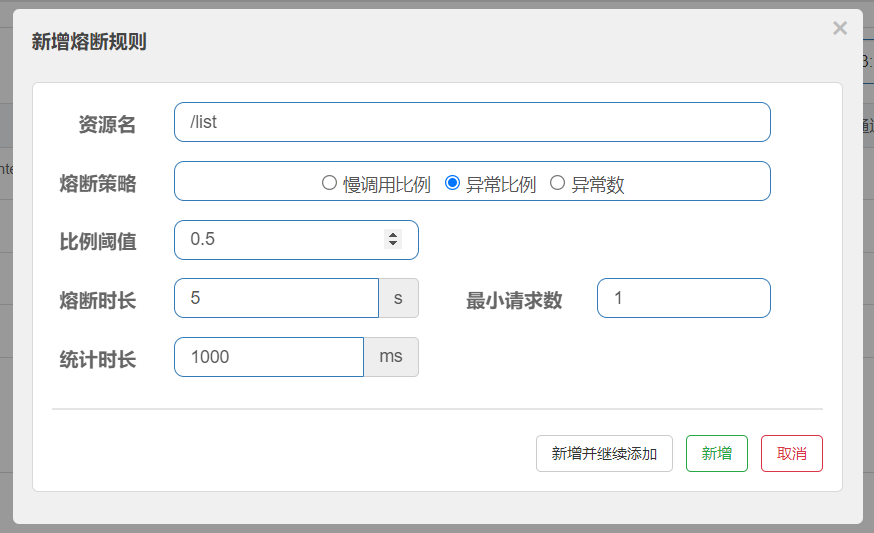 新增熔断规则
资源名 /list
熔断策略 慢调用比例 异常比例 异常数
比例阈值 0.5
熔断时长 5 s 最小请求数 1
统计时长 1000 ms
新增并继续添加 新增 取消